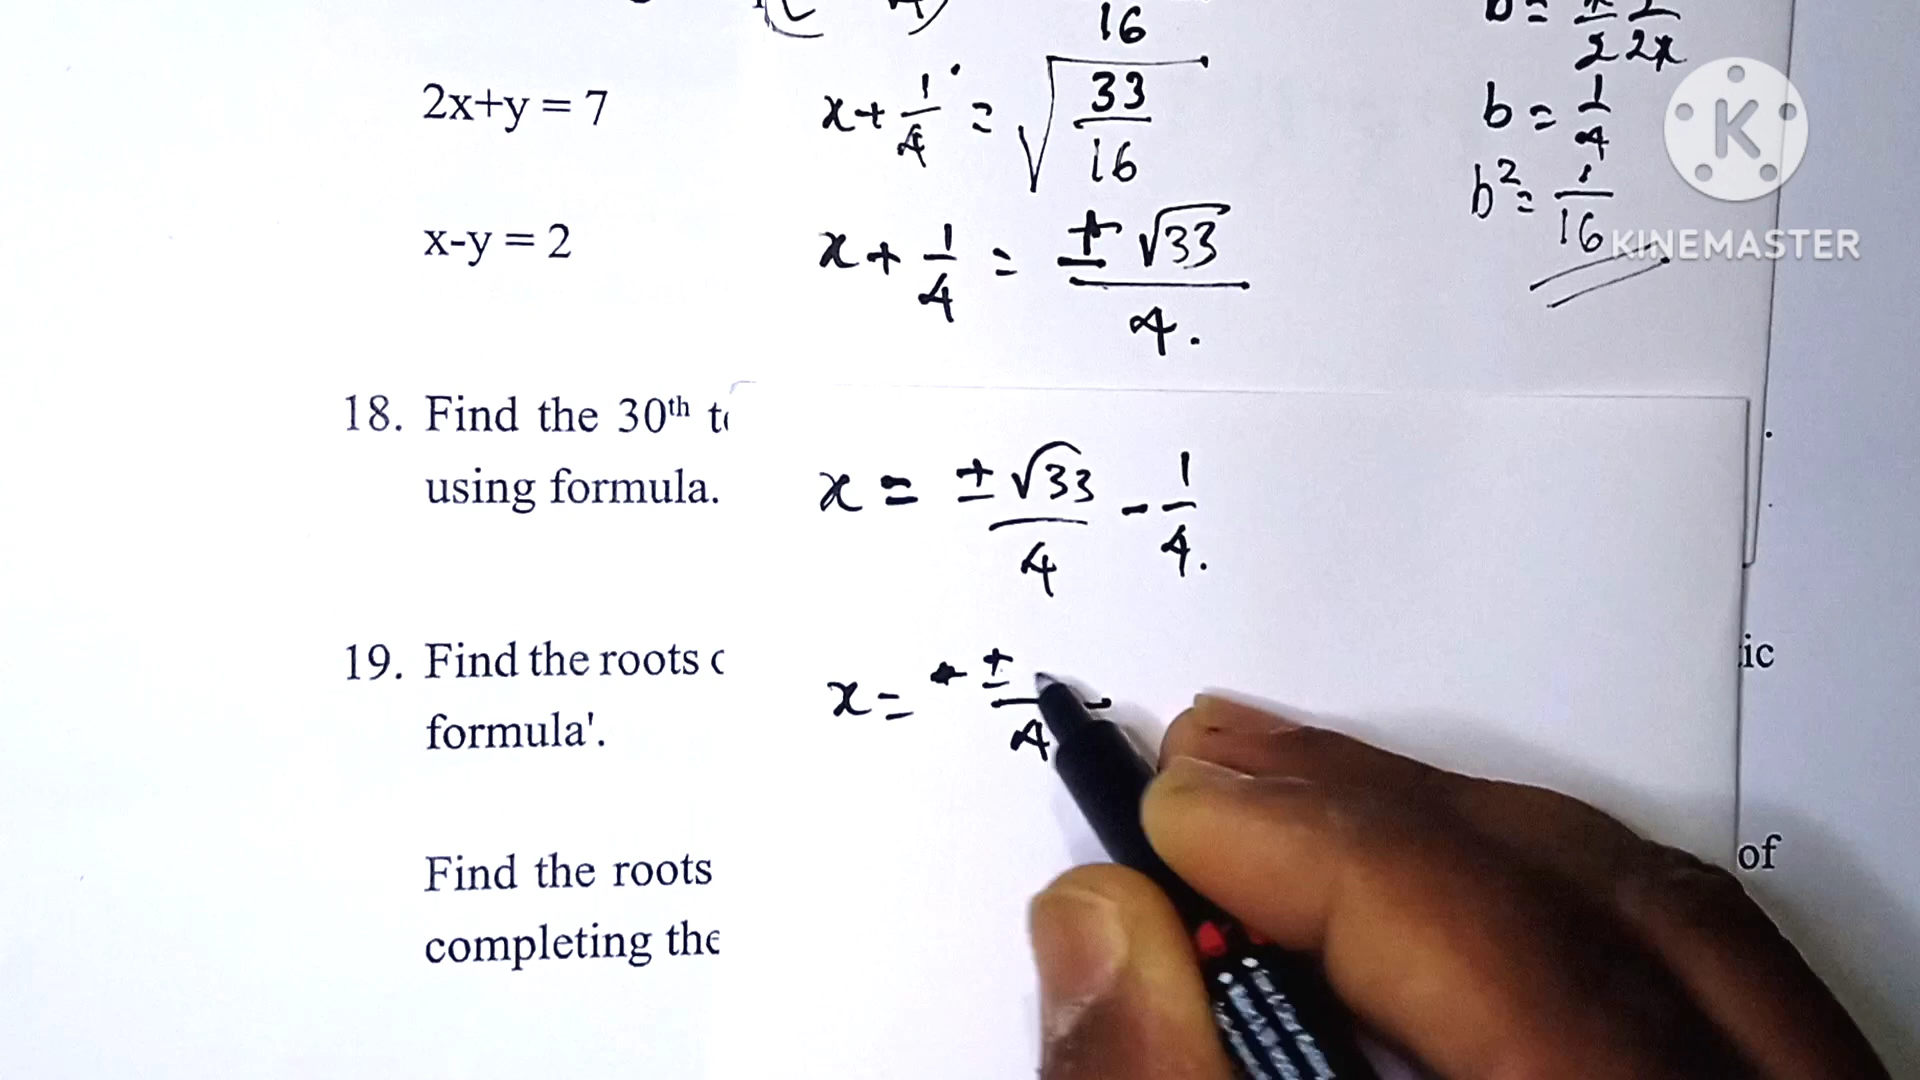 16
2x+y = 7
x + 1/4 = √33/16
b = 1/4
b² = 1/16
K
KINEMASTER
x-y = 2
x + 1/4 = ± √33/4.
18. Find the 30th
using formula.
x = ± √33/4 - 1/4.
19. Find the roots
formula'.
x = ± /4
ic
Find the roots
of
completing the